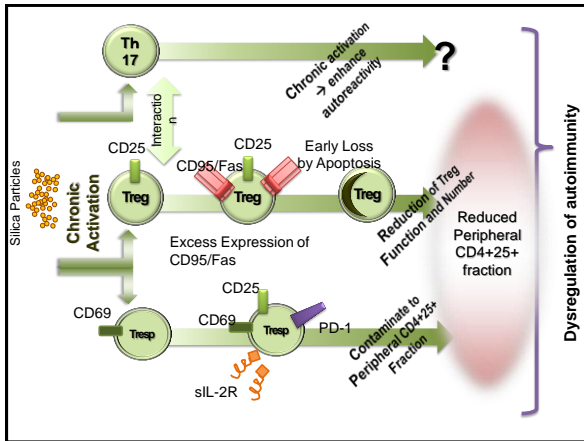 Th
17
?
Chronic activation
→ enhance
autoreactivity
Interactio
n
CD25
CD25
CD95/Fas
Early Loss
by Apoptosis
Silica Particles
Chronic
Activation
Treg
Treg
Treg
Reduction of Treg
Function and Number
Reduced
Peripheral
CD4+25+
fraction
Dysregulation of autoimmunity
Excess Expression of
CD95/Fas
CD25
CD69
CD69
Tresp
Tresp
PD-1
sIL-2R
Contaminate to
Peripheral CD4+25+
Fraction